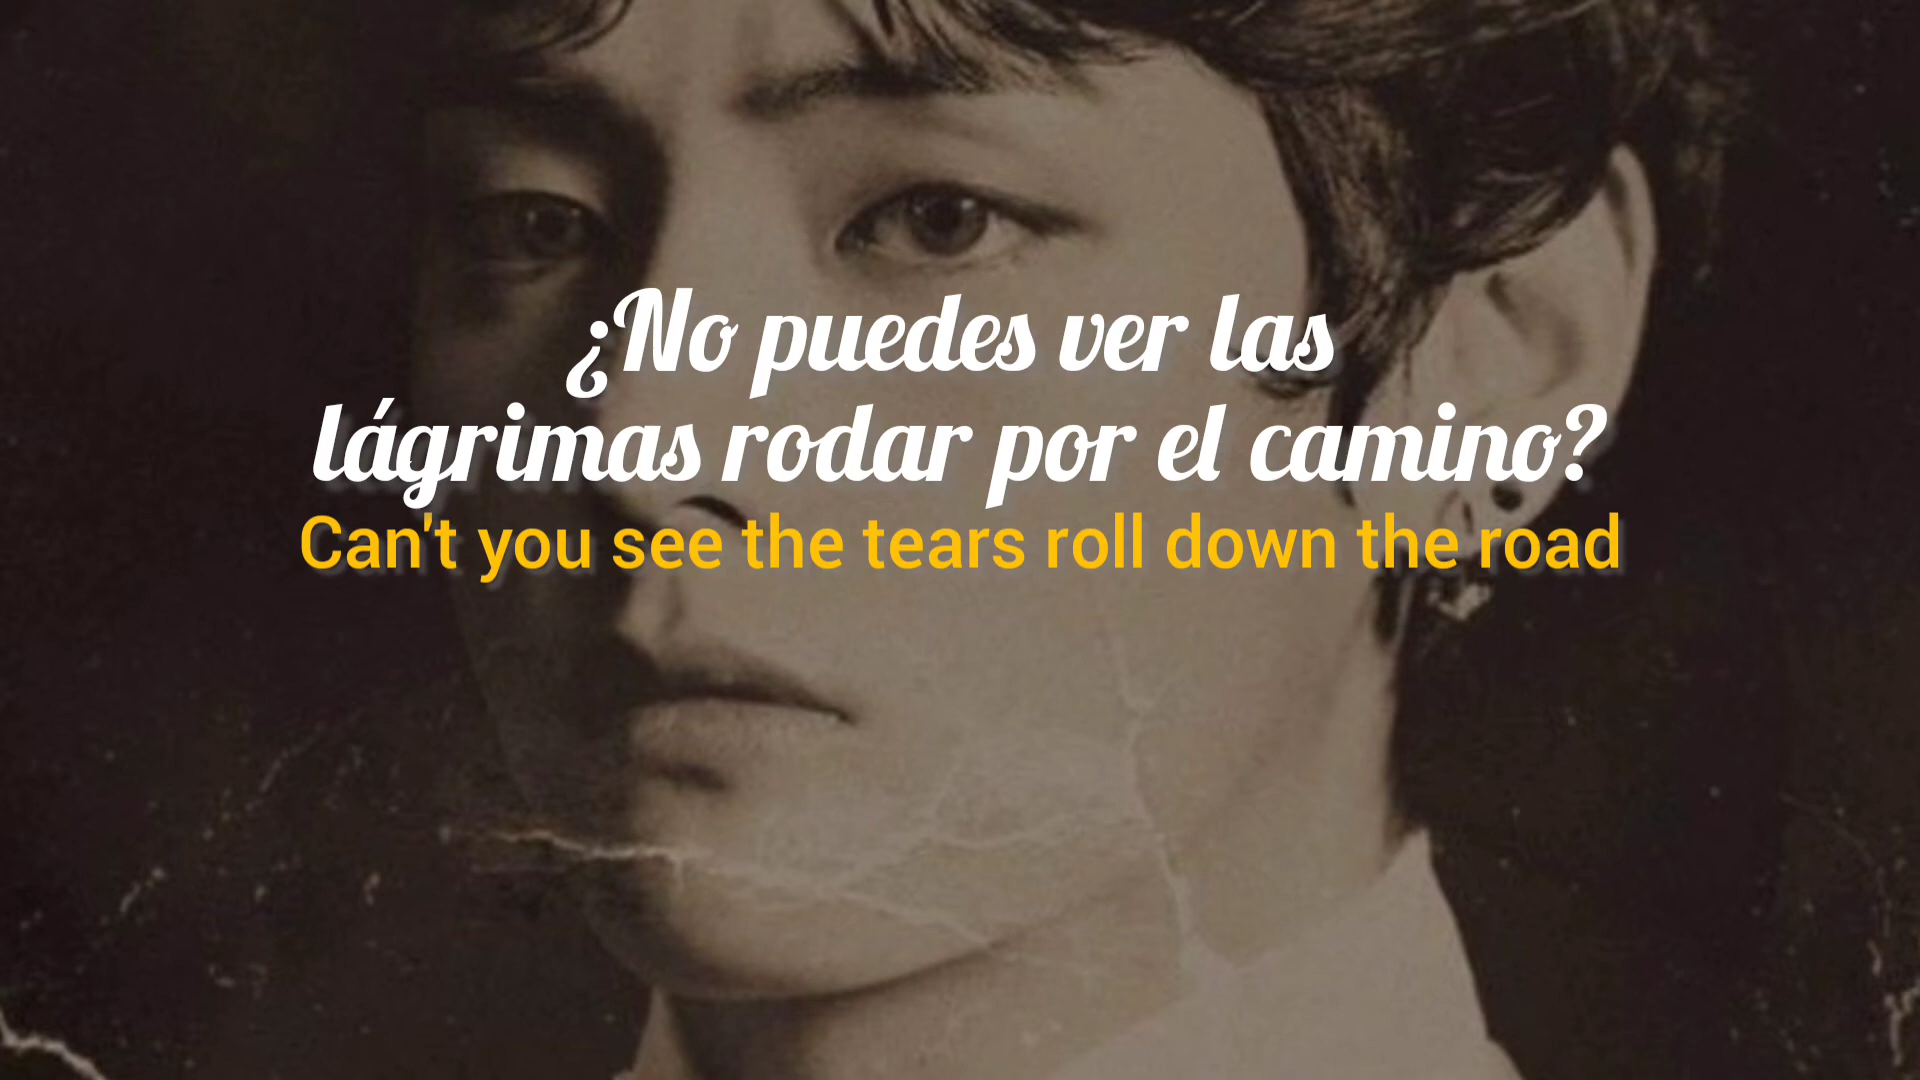 ¿No puedes ver las
lágrimas rodar por el camino?
Can't you see the tears roll down the road